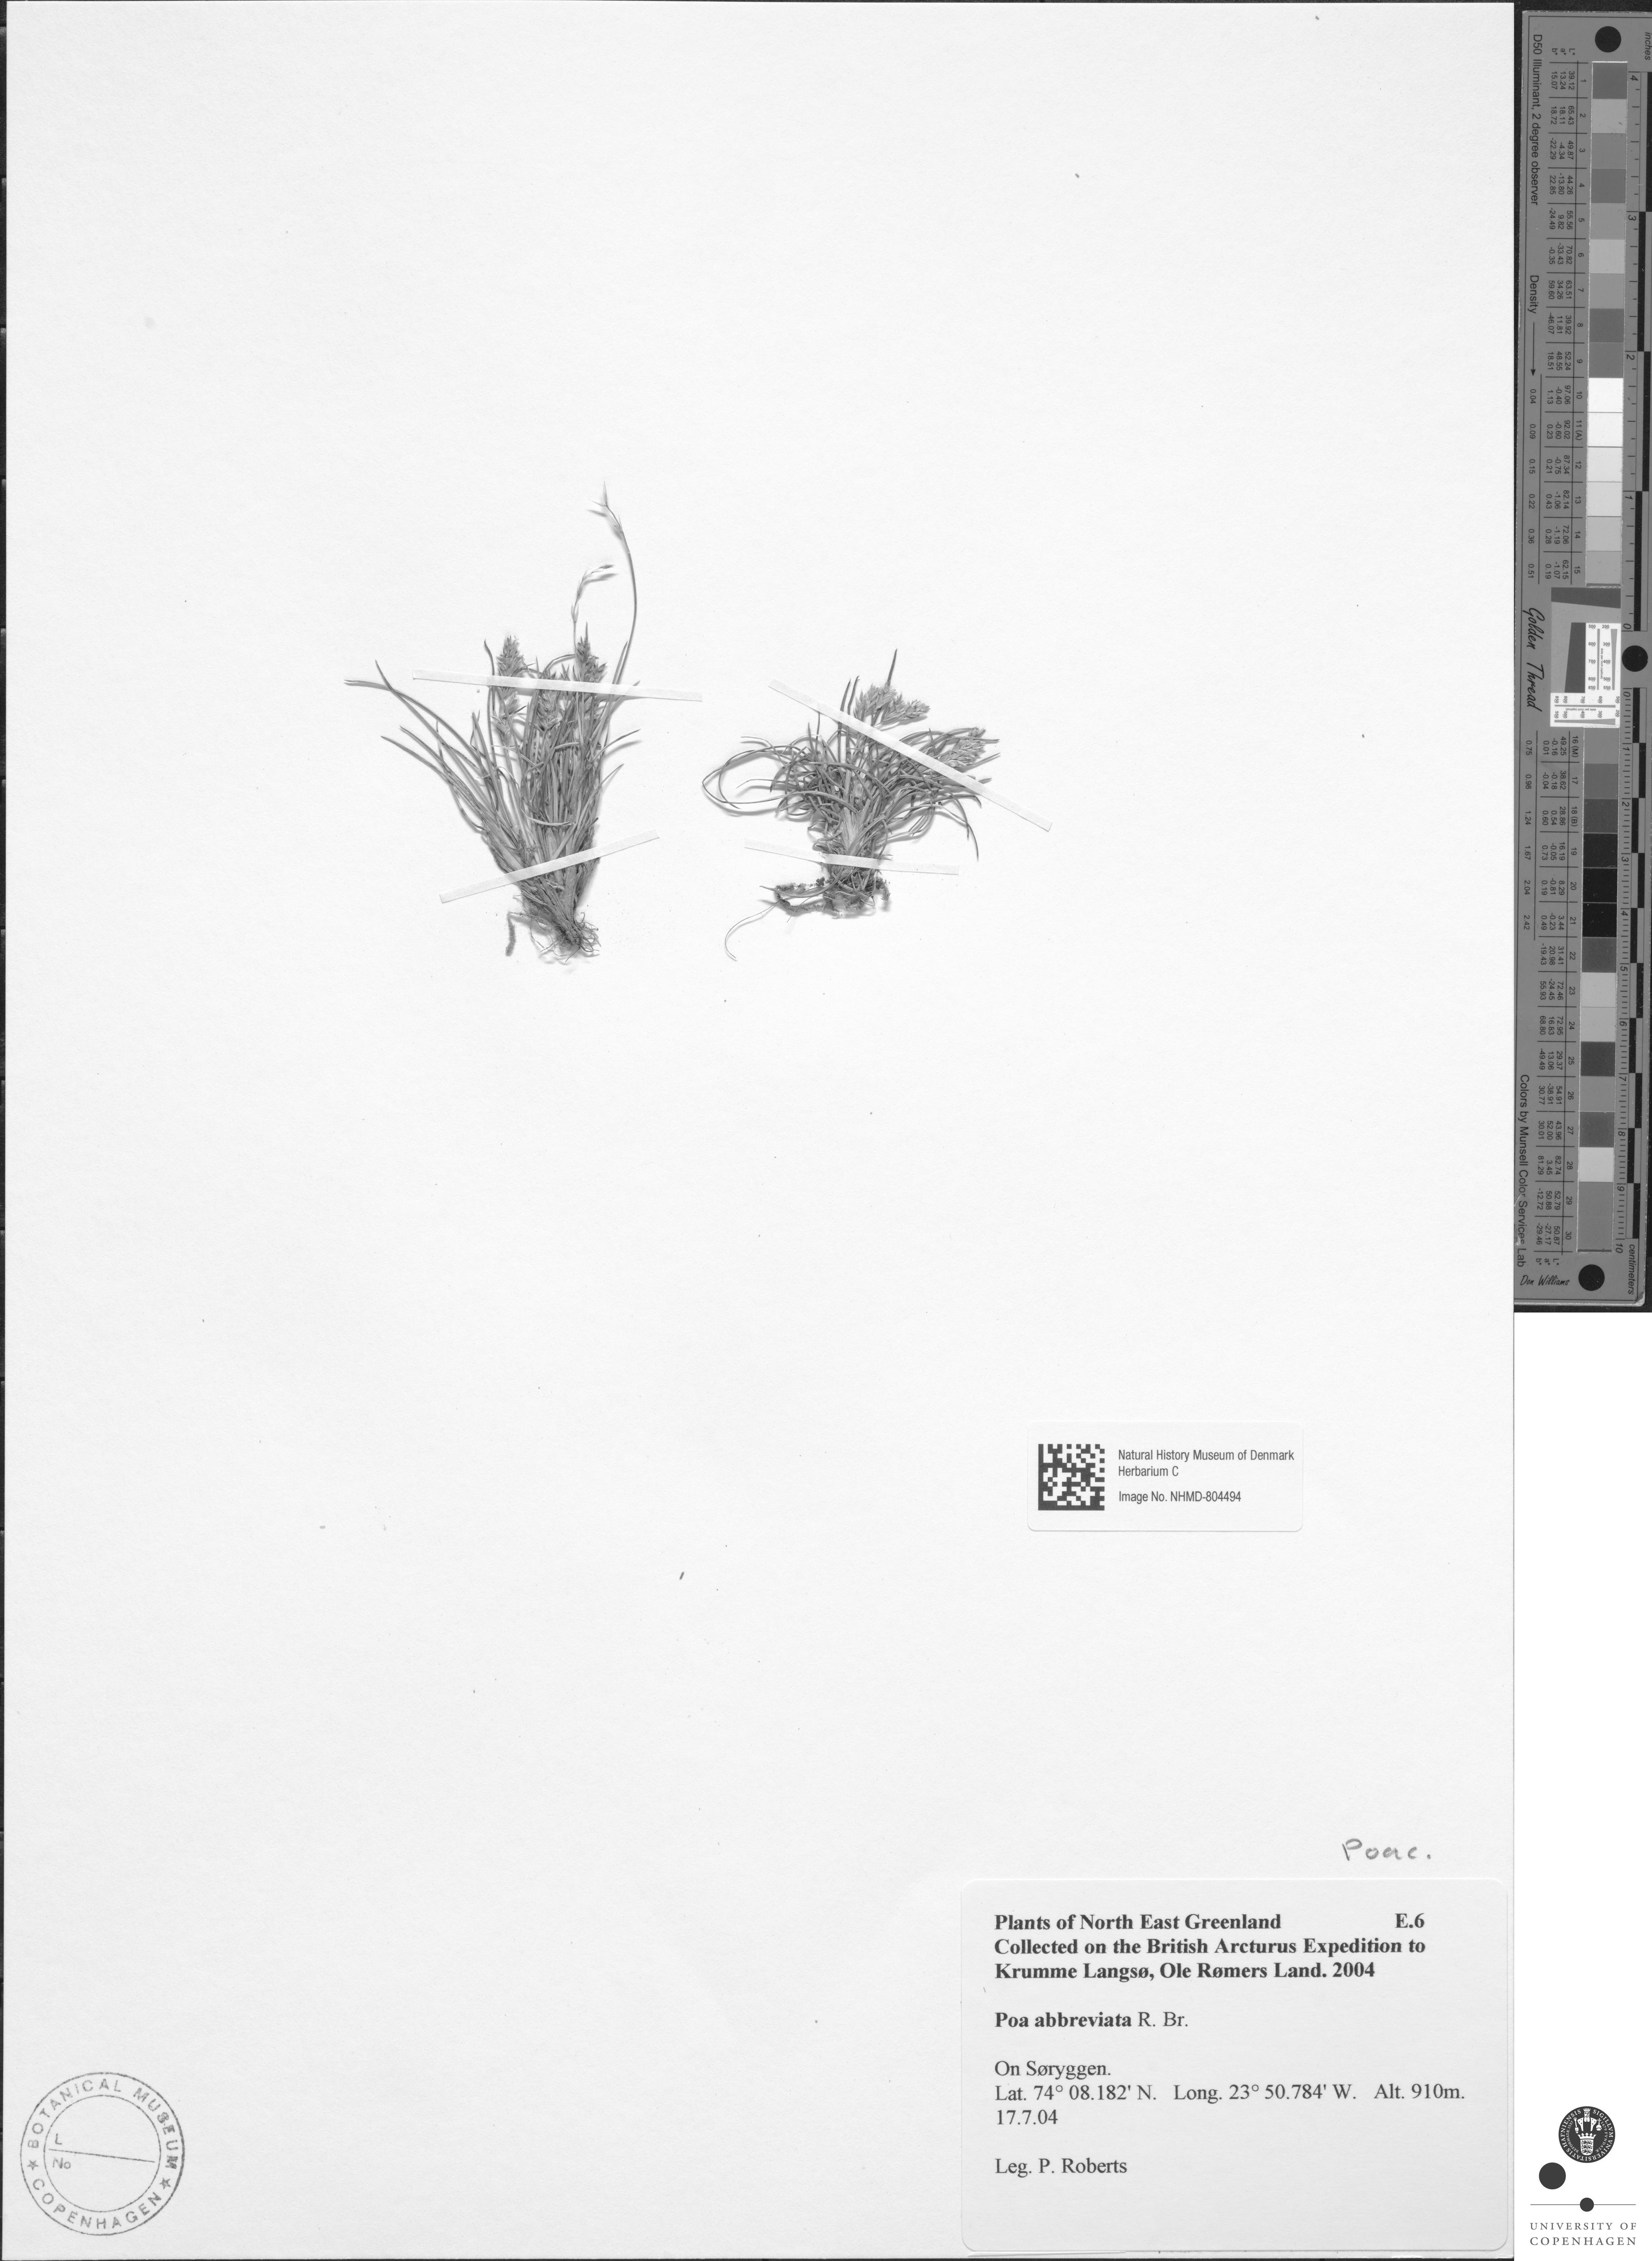 Natural History Museum of Denmark
Herbarium C
Image No. NHMD-804494
Poac.
Plants of North East Greenland E.6
Collected on the British Arcturus Expedition to
Krumme Langsø, Ole Rømers Land. 2004
Poa abbreviata R. Br.
On Søryggen.
Lat. 74° 08.182' N. Long. 23° 50.784' W. Alt. 910m.
17.7.04
Leg. P. Roberts
BOTANICAL MUSEUM
COPENHAGEN
L
No
UNIVERSITY OF
COPENHAGEN
inches
D50 Illuminant, 2 degree observer
Density
Golden Thread
Colors by Munsell Color Services Lab
Don Williams
centimeters